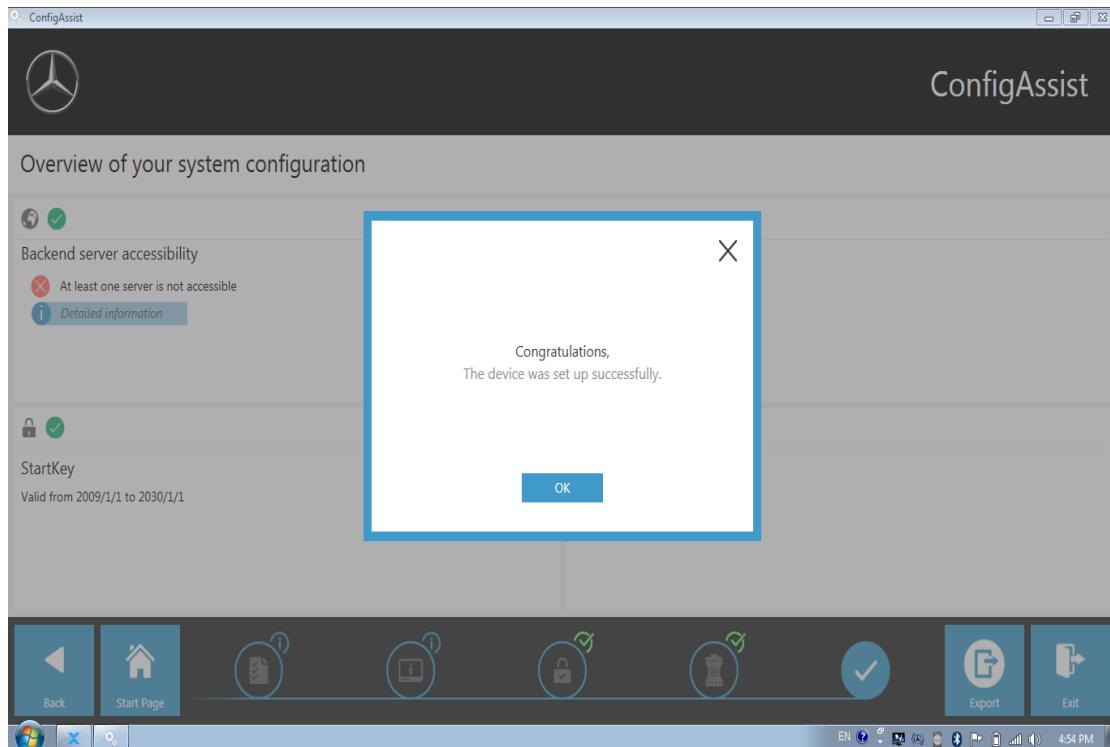 ConfigAssist
ConfigAssist
Overview of your system configuration
Backend server accessibility
At least one server is not accessible
Detailed information
Congratulations,
The device was set up successfully.
OK
StartKey
Valid from 2009/1/1 to 2030/1/1
Back
Start Page
Export
Exit
EN
4:54 PM